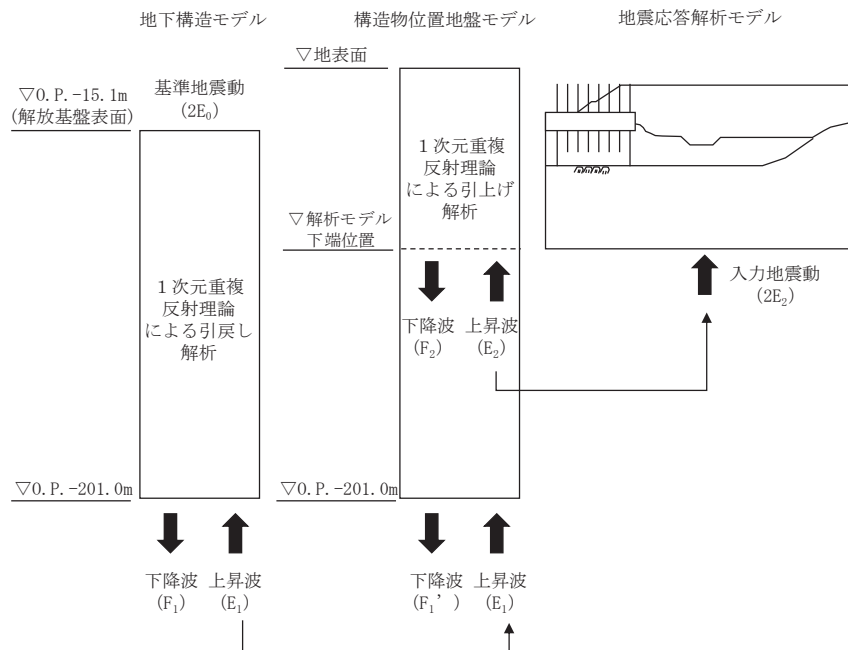 地下構造モデル
▽O.P.-15.1m
(解放基盤表面)
基準地震動
(2E₀)
1次元重複
反射理論
による引戻し
解析
▽O.P.-201.0m
下降波
(F₁)
上昇波
(E₁)
構造物位置地盤モデル
▽地表面
1次元重複
反射理論
による引上げ
解析
▽解析モデル
下端位置
下降波
(F₂)
上昇波
(E₂)
▽O.P.-201.0m
下降波
(F₁’)
上昇波
(E₁)
地震応答解析モデル
入力地震動
(2E₂)